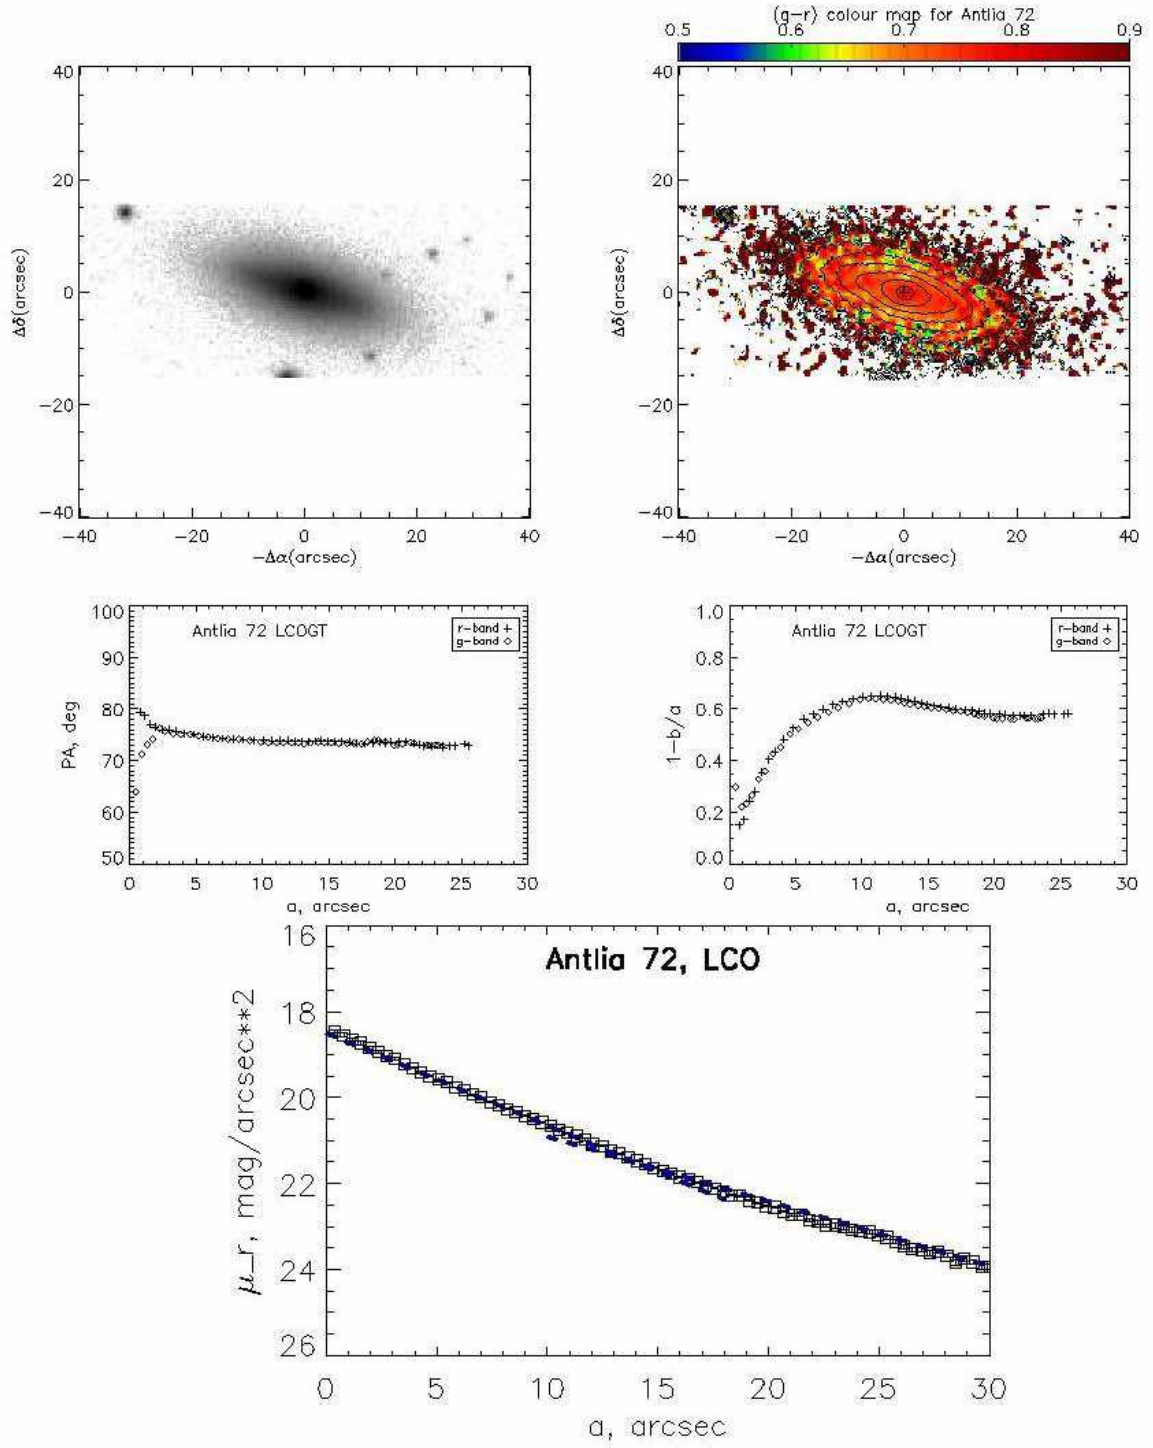 (g-r) colour map for Antlia 72
0.5 0.6 0.7 0.8 0.9
40
20
0
-20
-40
-40 -20 0 20 40
Δδ(arcsec)
-Δα(arcsec)
40
20
0
-20
-40
-40 -20 0 20 40
Δδ(arcsec)
-Δα(arcsec)
Antlia 72 LCOGT
r-band +
g-band ◇
100
90
80
70
60
50
PA, deg
0 5 10 15 20 25 30
a, arcsec
Antlia 72 LCOGT
r-band +
g-band ◇
1.0
0.8
0.6
0.4
0.2
0.0
1-b/a
0 5 10 15 20 25 30
a, arcsec
Antlia 72, LCO
16
18
20
22
24
26
μ_r, mag/arcsec**2
0 5 10 15 20 25 30
a, arcsec